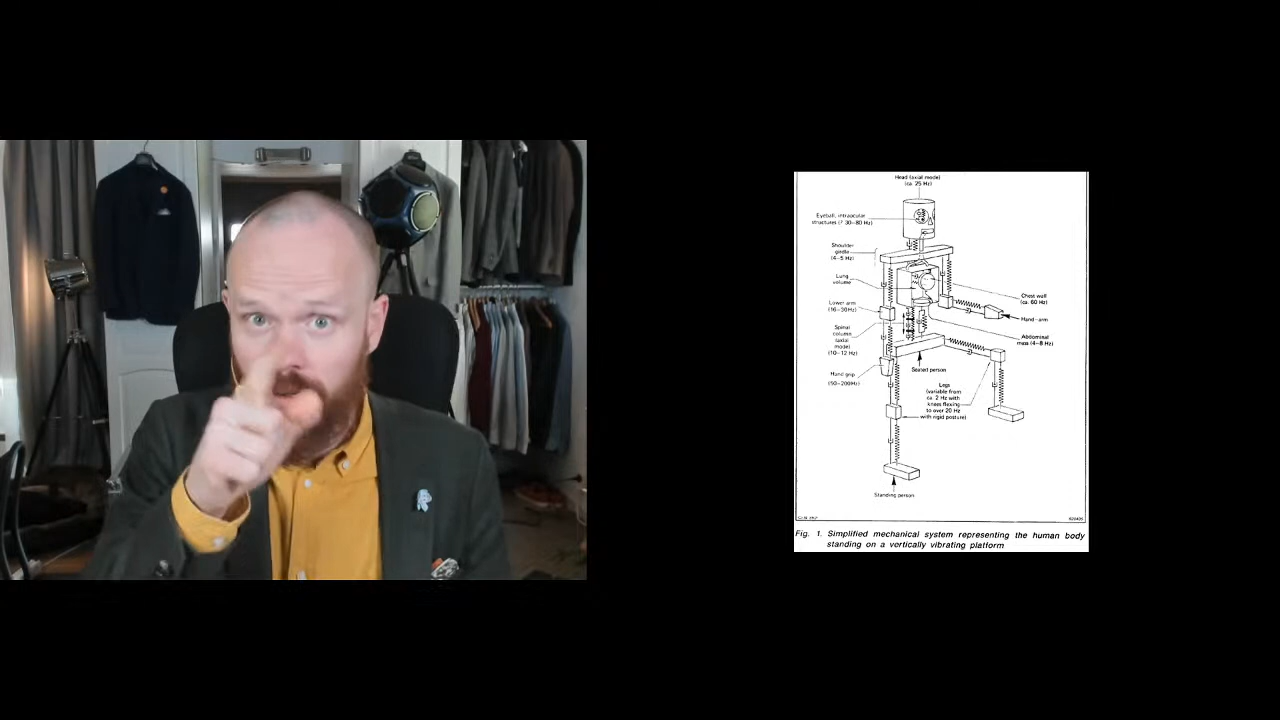 Head (axial mode)
(ca. 25 Hz)
Eyeball, intraocular
structures (? 30–80 Hz)
Shoulder
girdle
(4–5 Hz)
Lung
volume
Lower arm
(16–30Hz)
Spinal
column
(axial
mode)
(10–12 Hz)
Hand grip
(50–200Hz)
Chest wall
(ca. 60 Hz)
Hand–arm
Abdominal
mass (4–8 Hz)
Seated person
Legs
(variable from
ca. 2 Hz with
knees flexing
to over 20 Hz
with rigid posture)
Standing person
Fig. 1. Simplified mechanical system representing the human body
standing on a vertically vibrating platform